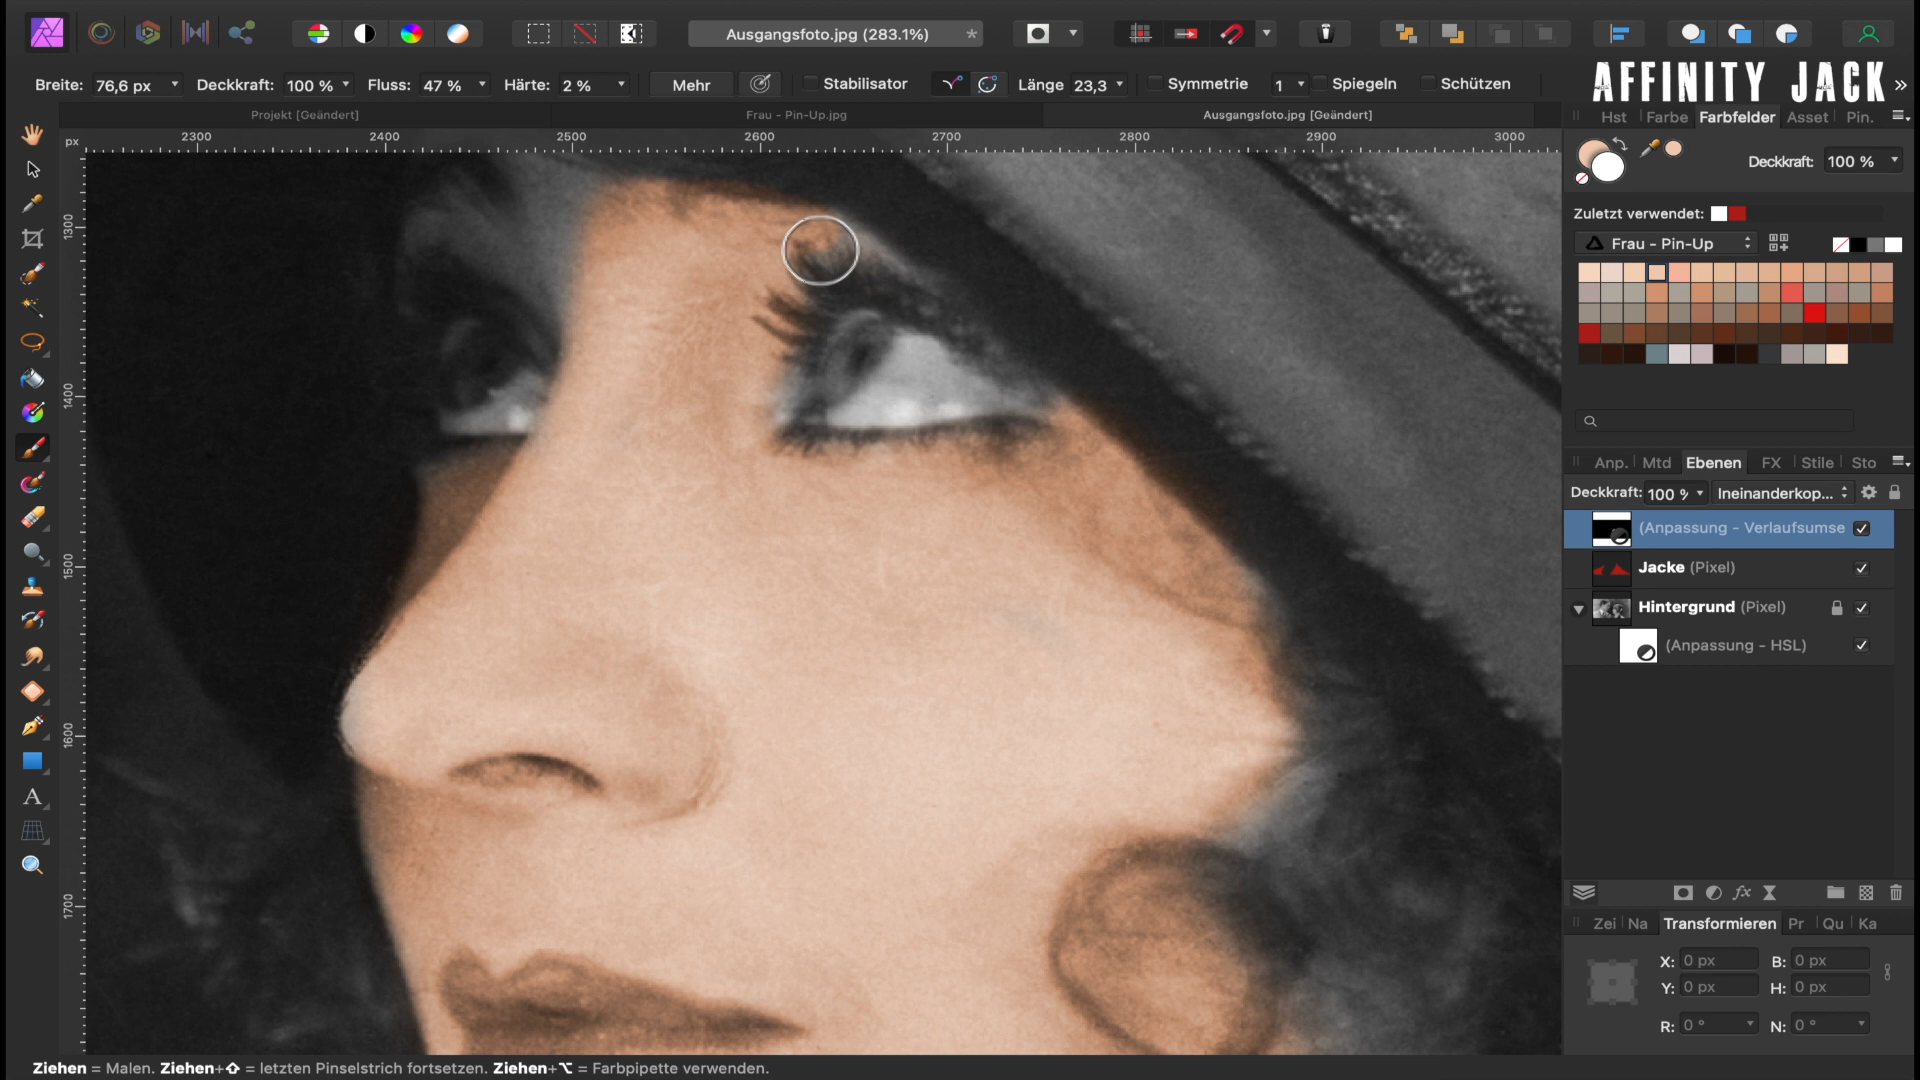 Ausgangsfoto.jpg (283.1%)
*
Breite: 76,6 px
Deckkraft: 100 %
Fluss: 47 %
Härte: 2 %
Mehr
Stabilisator
Länge 23,3
Symmetrie
1
Spiegeln
Schützen
AFFINITY JACK
»
Projekt [Geändert]
Frau - Pin-Up.jpg
Ausgangsfoto.jpg [Geändert]
Hst
Farbe
Farbfelder
Asset
Pin.
px
2300
2400
2500
2600
2700
2800
2900
3000
1300
1400
1500
1600
1700
Deckkraft: 100 %
Zuletzt verwendet:
Frau - Pin-Up
Anp.
Mtd
Ebenen
FX
Stile
Sto
Deckkraft: 100 %
Ineinanderkop...
(Anpassung - Verlaufsumse
Jacke (Pixel)
Hintergrund (Pixel)
(Anpassung - HSL)
fx
Zei
Na
Transformieren
Pr
Qu
Ka
X: 0 px
B: 0 px
Y: 0 px
H: 0 px
R: 0 °
N: 0 °
A
Ziehen = Malen. Ziehen+⇧ = letzten Pinselstrich fortsetzen. Ziehen+⌥ = Farbpipette verwenden.